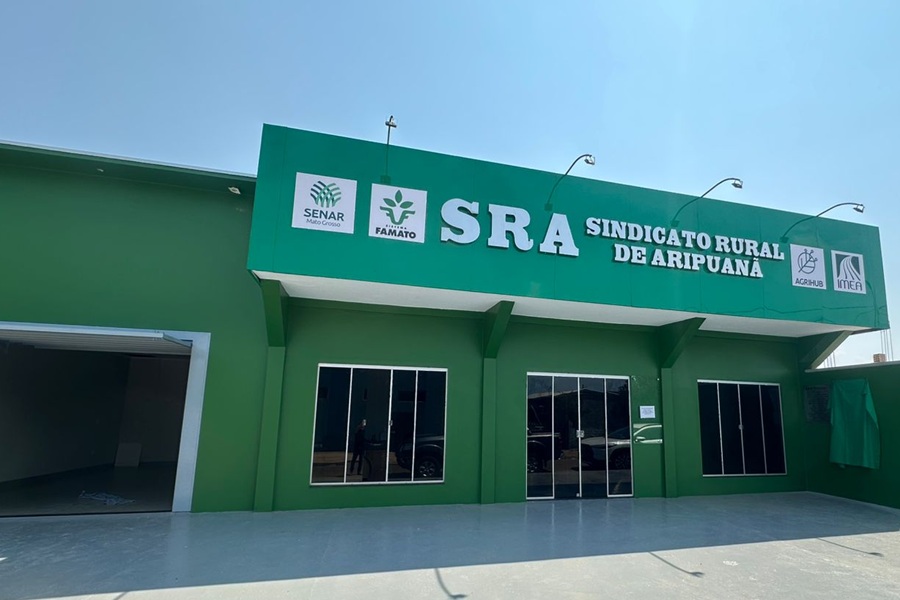 SENAR
Mato Grosso
SISTEMA
FAMATO
SRA
SINDICATO RURAL
DE ARIPUANÃ
AGRIHUB
IMEA